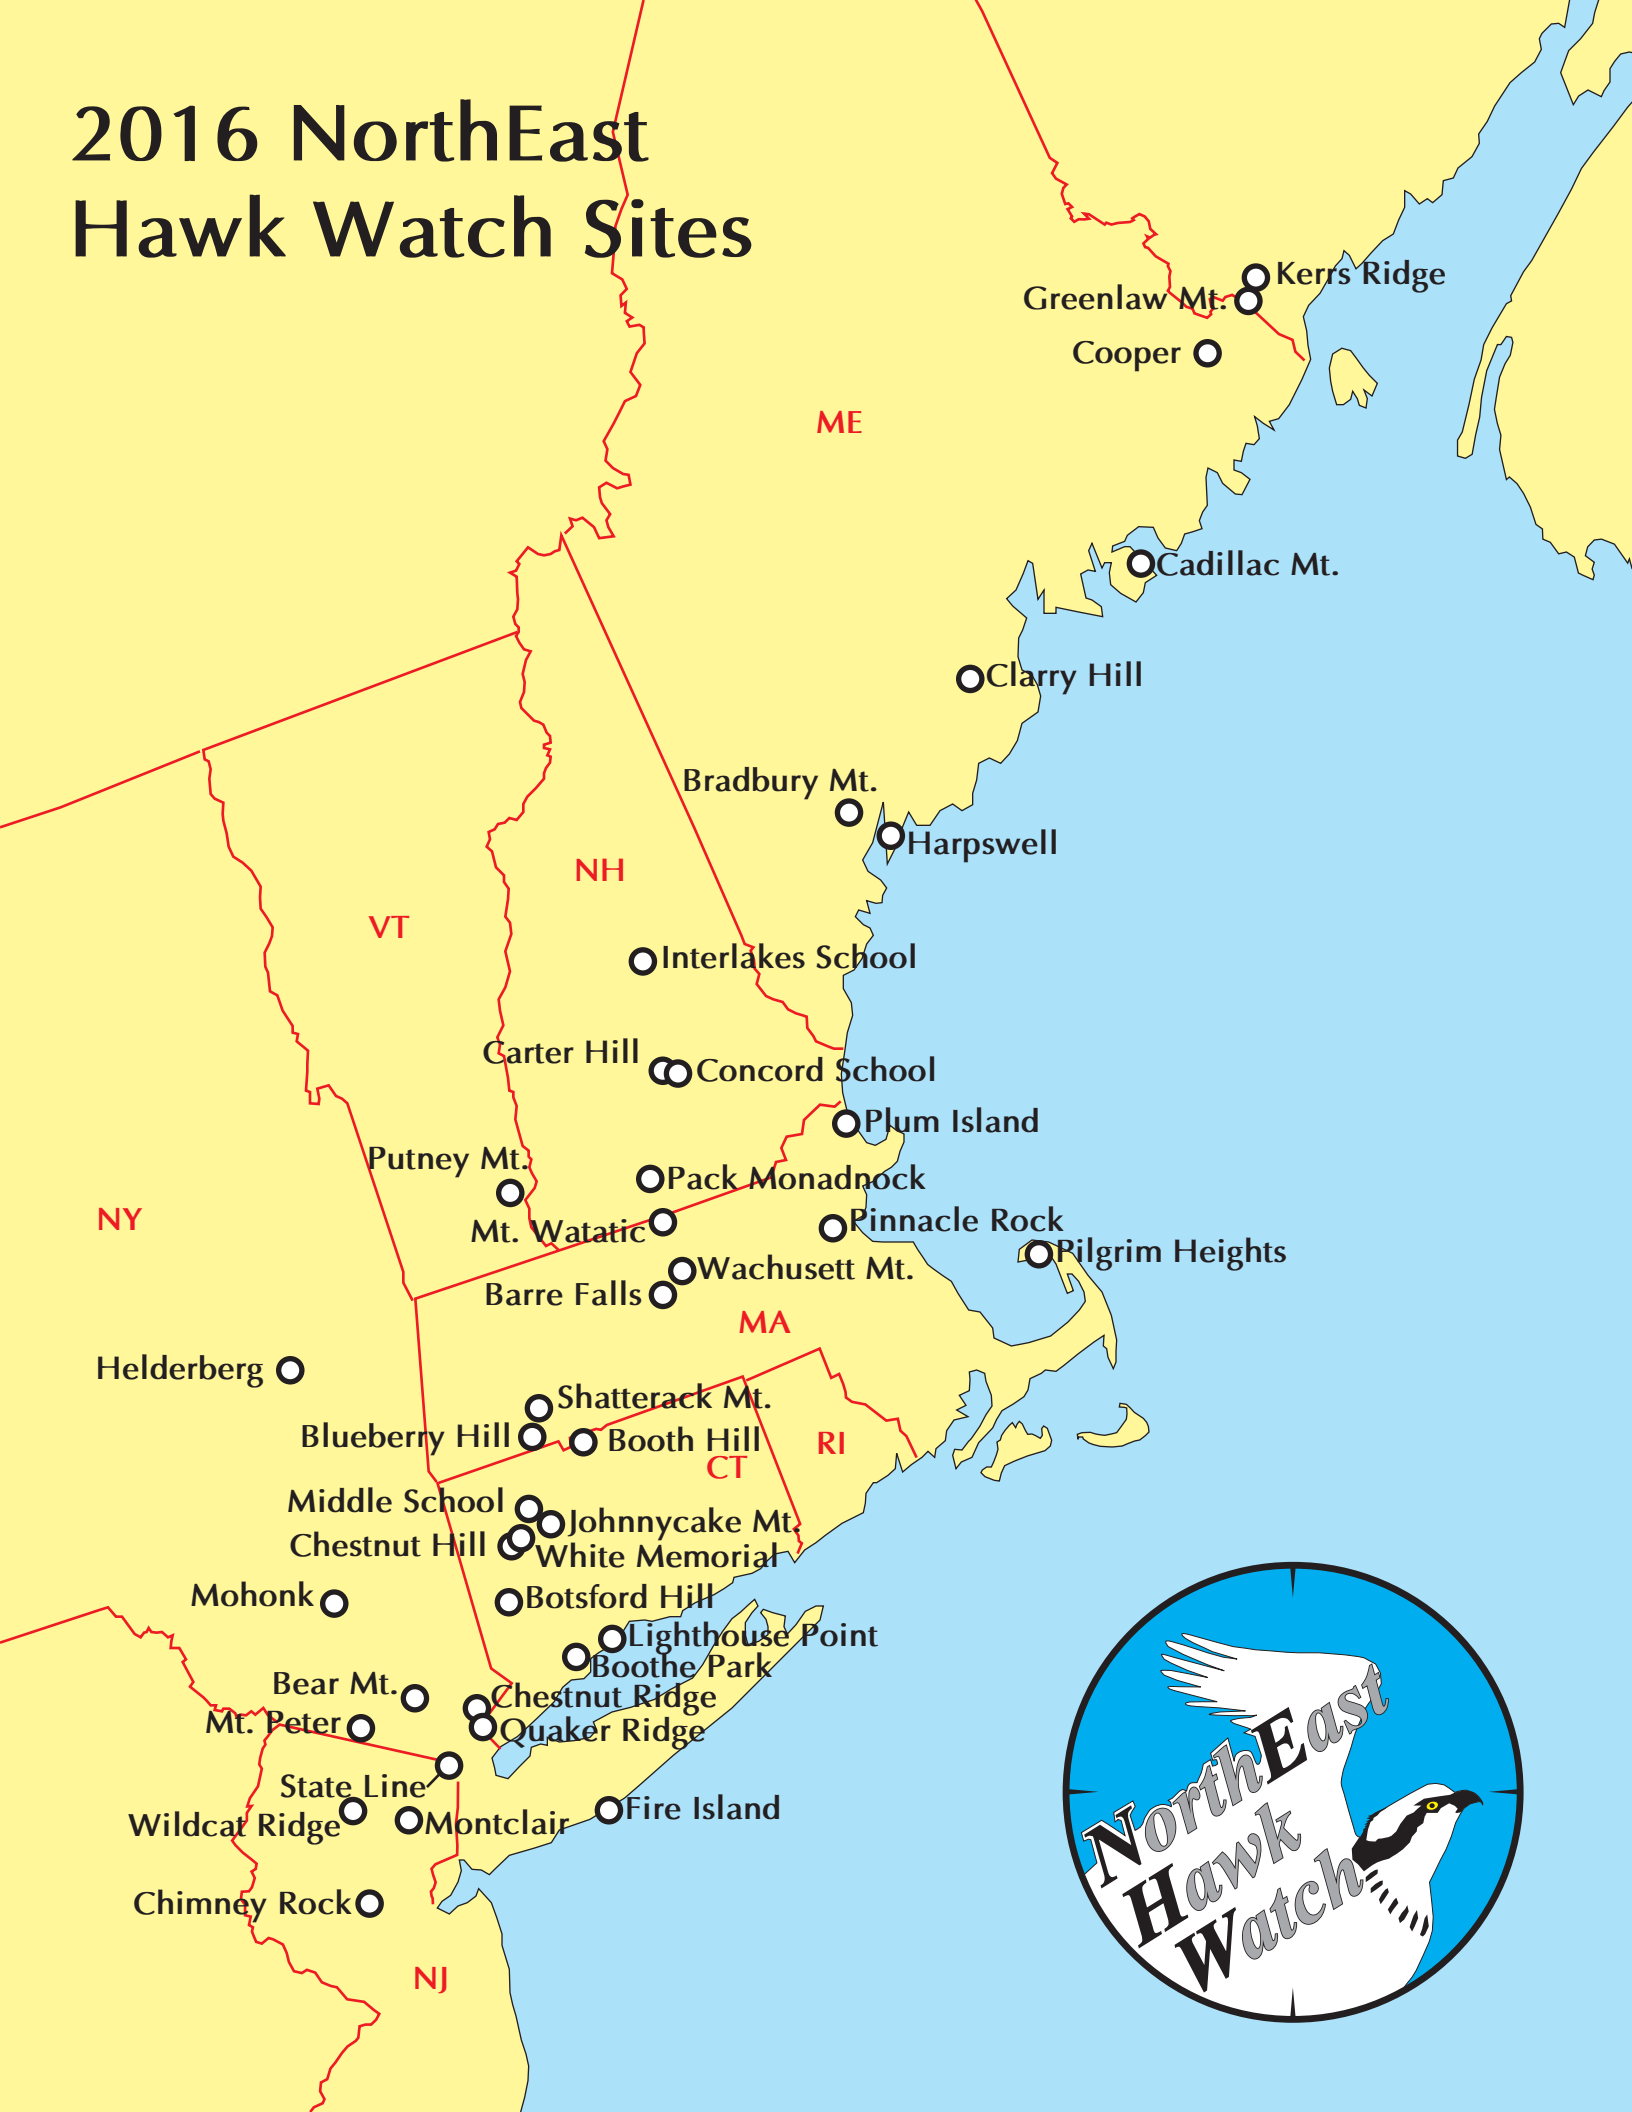 2016 NorthEast
Hawk Watch Sites
Kerrs Ridge
Greenlaw Mt.
Cooper
ME
Cadillac Mt.
Clarry Hill
Bradbury Mt.
Harpswell
NH
VT
Interlakes School
Carter Hill
Concord School
Plum Island
Putney Mt.
Pack Monadnock
NY
Mt. Watatic
Pinnacle Rock
Pilgrim Heights
Wachusett Mt.
Barre Falls
MA
Helderberg
Shatterack Mt.
Blueberry Hill
Booth Hill
RI
CT
Middle School
Johnnycake Mt.
Chestnut Hill
White Memorial
Mohonk
Botsford Hill
Lighthouse Point
Boothe Park
Bear Mt.
Chestnut Ridge
Mt. Peter
Quaker Ridge
State Line
Fire Island
Wildcat Ridge
Montclair
Chimney Rock
NJ
NorthEast
Hawk
Watch